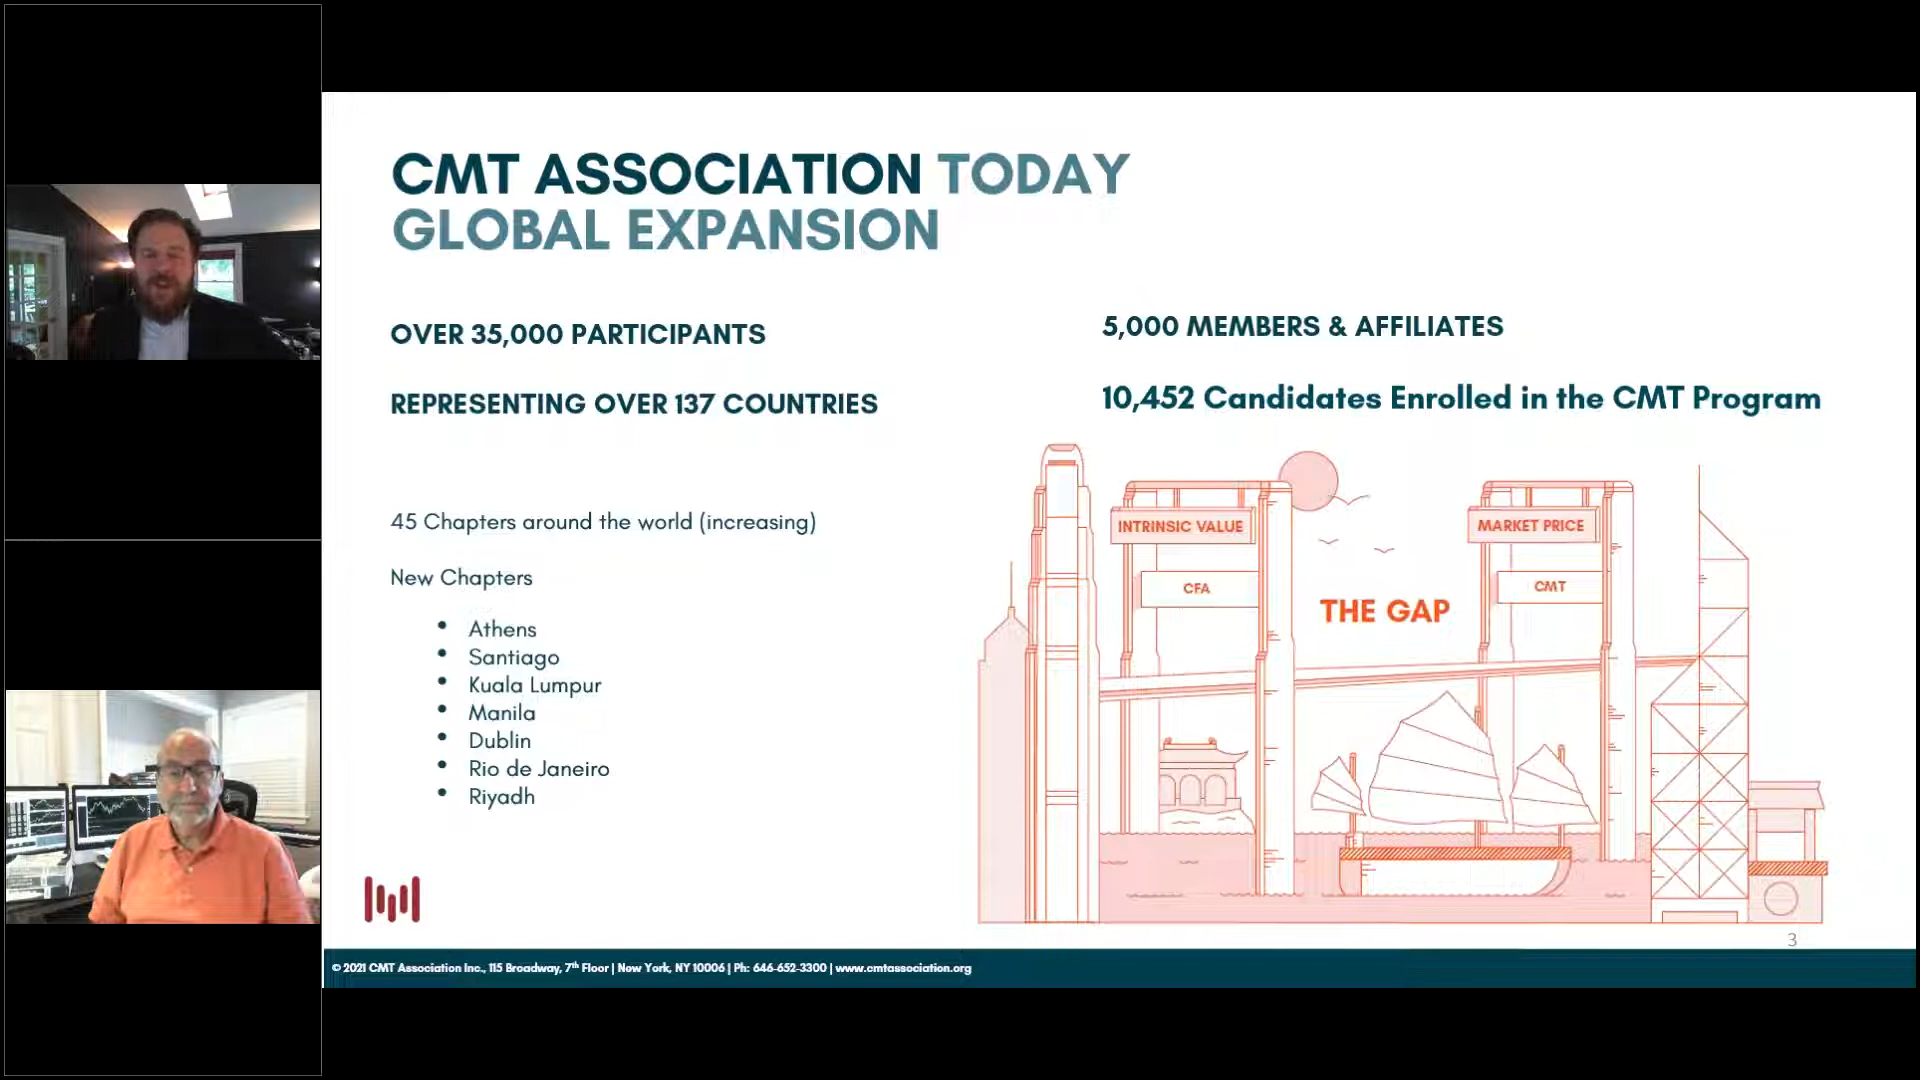 CMT ASSOCIATION TODAY
GLOBAL EXPANSION
OVER 35,000 PARTICIPANTS
REPRESENTING OVER 137 COUNTRIES
5,000 MEMBERS & AFFILIATES
10,452 Candidates Enrolled in the CMT Program
45 Chapters around the world (increasing)
New Chapters
• Athens
• Santiago
• Kuala Lumpur
• Manila
• Dublin
• Rio de Janeiro
• Riyadh
INTRINSIC VALUE
CFA
THE GAP
MARKET PRICE
CMT
3
© 2021 CMT Association Inc., 115 Broadway, 7th Floor | New York, NY 10006 | Ph: 646-652-3300 | www.cmtassociation.org